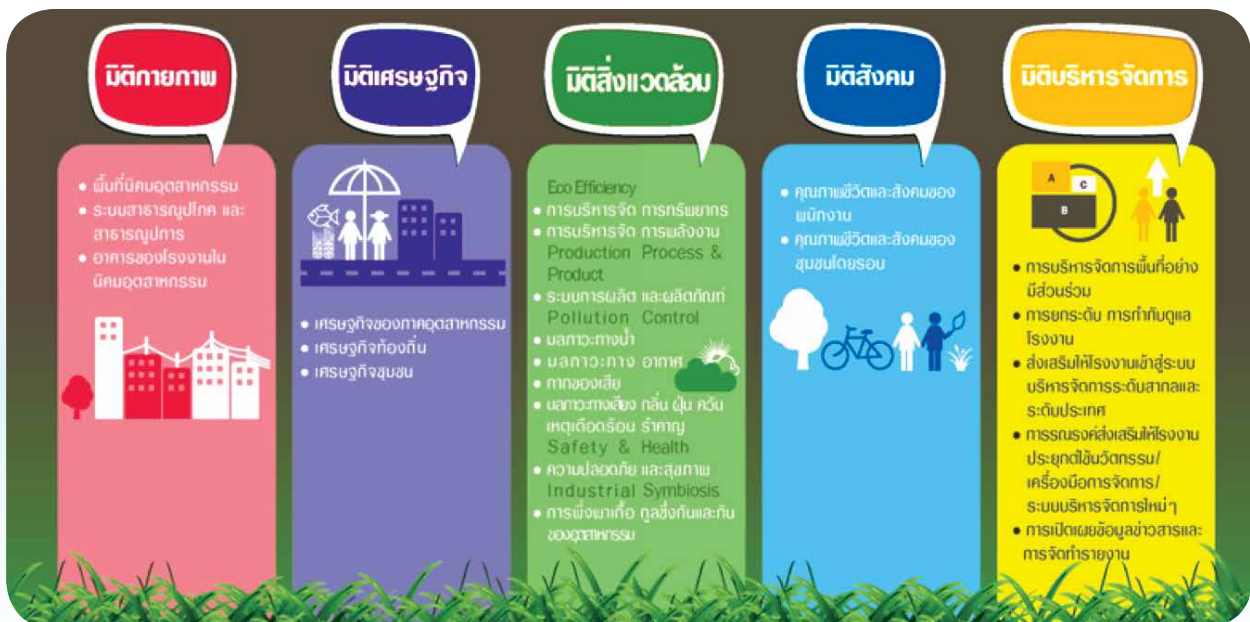 มิติกายภาพ
• พื้นที่นิคมอุตสาหกรรม
• ระบบสาธารณูปโภค และ
สาธารณูปการ
• อาคารของโรงงานใน
นิคมอุตสาหกรรม
มิติเศรษฐกิจ
• เศรษฐกิจของภาคอุตสาหกรรม
• เศรษฐกิจท้องถิ่น
• เศรษฐกิจชุมชน
มิติสิ่งแวดล้อม
Eco Efficiency
• การบริหารจัด การทรัพยากร
• การบริหารจัด การพลังงาน
Production Process &
Product
• ระบบการผลิต และผลิตภัณฑ์
Pollution Control
• มลภาวะทางน้ำ
• มลภาวะทาง อากาศ
• กากของเสีย
• มลภาวะทางเสียง กลิ่น ฝุ่น ควัน
เหตุเดือดร้อน รำคาญ
Safety & Health
• ความปลอดภัย และสุขภาพ
Industrial Symbiosis
• การพึ่งพาเกื้อ กูลซึ่งกันและกัน
ของอุตสาหกรรม
มิติสังคม
• คุณภาพชีวิตและสังคมของ
พนักงาน
• คุณภาพชีวิตและสังคมของ
ชุมชนโดยรอบ
มิติบริหารจัดการ
A
C
B
• การบริหารจัดการพื้นที่อย่าง
มีส่วนร่วม
• การยกระดับ การกำกับดูแล
โรงงาน
• ส่งเสริมให้โรงงานเข้าสู่ระบบ
บริหารจัดการระดับสากลและ
ระดับประเทศ
• การรณรงค์ส่งเสริมให้โรงงาน
ประยุกต์ใช้นวัตกรรม/
เครื่องมือการจัดการ/
ระบบบริหารจัดการใหม่ๆ
• การเปิดเผยข้อมูลข่าวสารและ
การจัดทำรายงาน